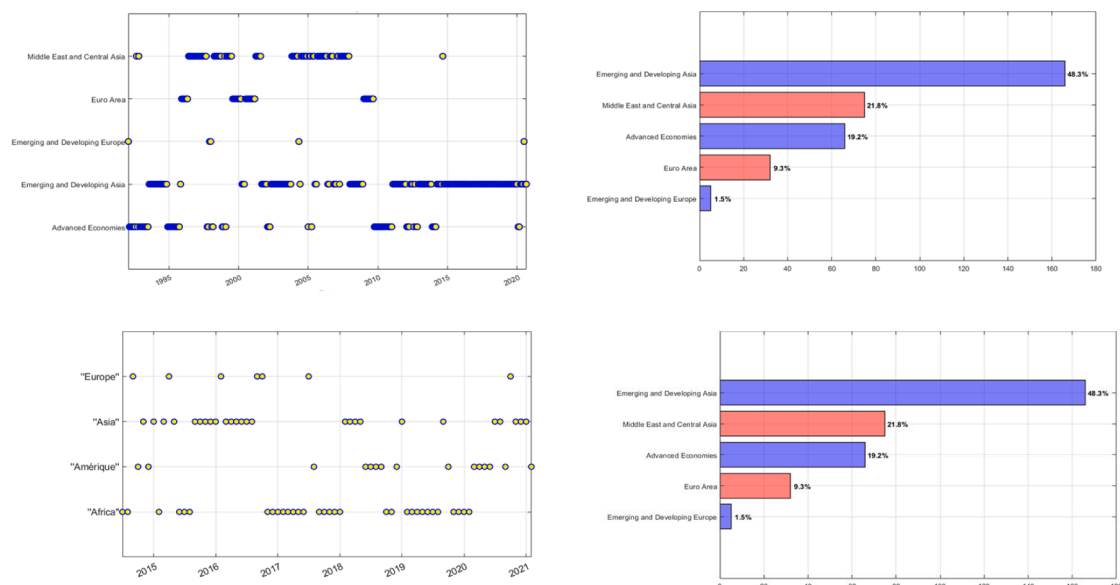 Middle East and Central Asia
Euro Area
Emerging and Developing Europe
Emerging and Developing Asia
Advanced Economies
1995 2000 2005 2010 2015 2020
Emerging and Developing Asia 48.3%
Middle East and Central Asia 21.8%
Advanced Economies 19.2%
Euro Area 9.3%
Emerging and Developing Europe 1.5%
0 20 40 60 80 100 120 140 160 180
"Europe"
"Asia"
"Amérique"
"Africa"
2015 2016 2017 2018 2019 2020 2021
Emerging and Developing Asia 48.3%
Middle East and Central Asia 21.8%
Advanced Economies 19.2%
Euro Area 9.3%
Emerging and Developing Europe 1.5%